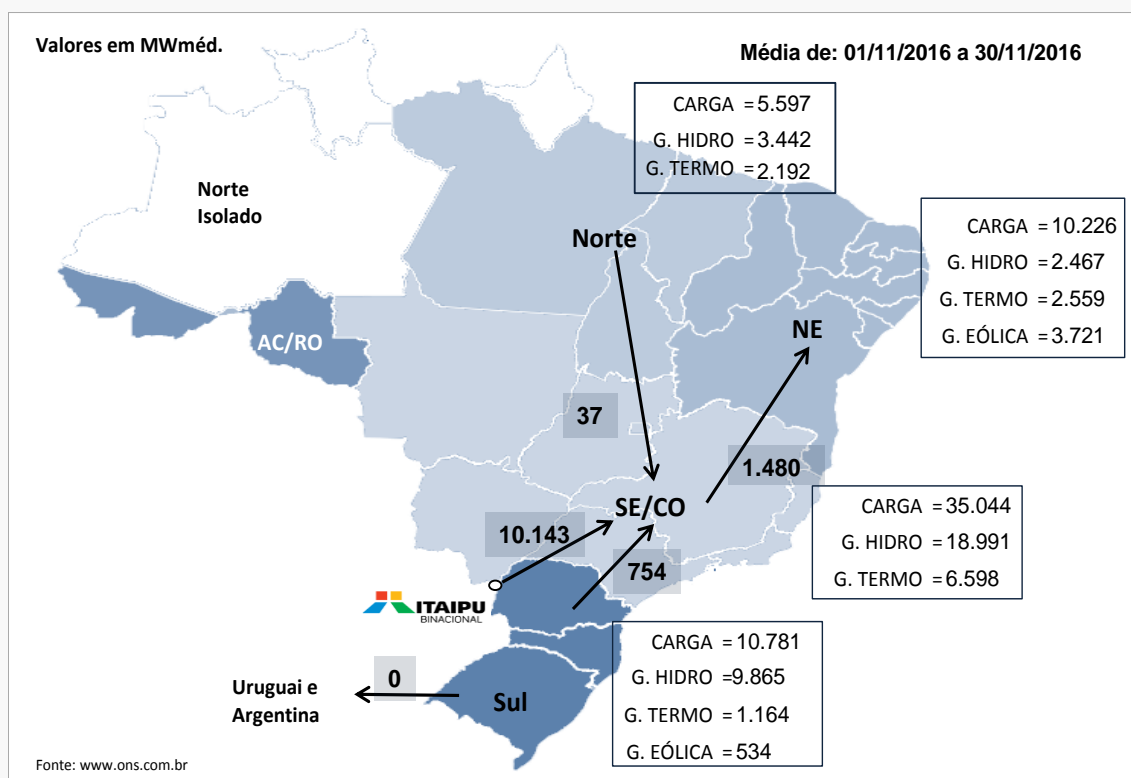 Valores em MWméd.
Média de: 01/11/2016 a 30/11/2016
CARGA = 5.597
G. HIDRO = 3.442
G. TERMO = 2.192
Norte
Isolado
Norte
CARGA = 10.226
G. HIDRO = 2.467
G. TERMO = 2.559
G. EÓLICA = 3.721
AC/RO
NE
37
1.480
SE/CO
10.143
754
CARGA = 35.044
G. HIDRO = 18.991
G. TERMO = 6.598
ITAIPU
BINACIONAL
CARGA = 10.781
G. HIDRO =9.865
G. TERMO = 1.164
G. EÓLICA = 534
0
Uruguai e
Argentina
Sul
Fonte: www.ons.com.br